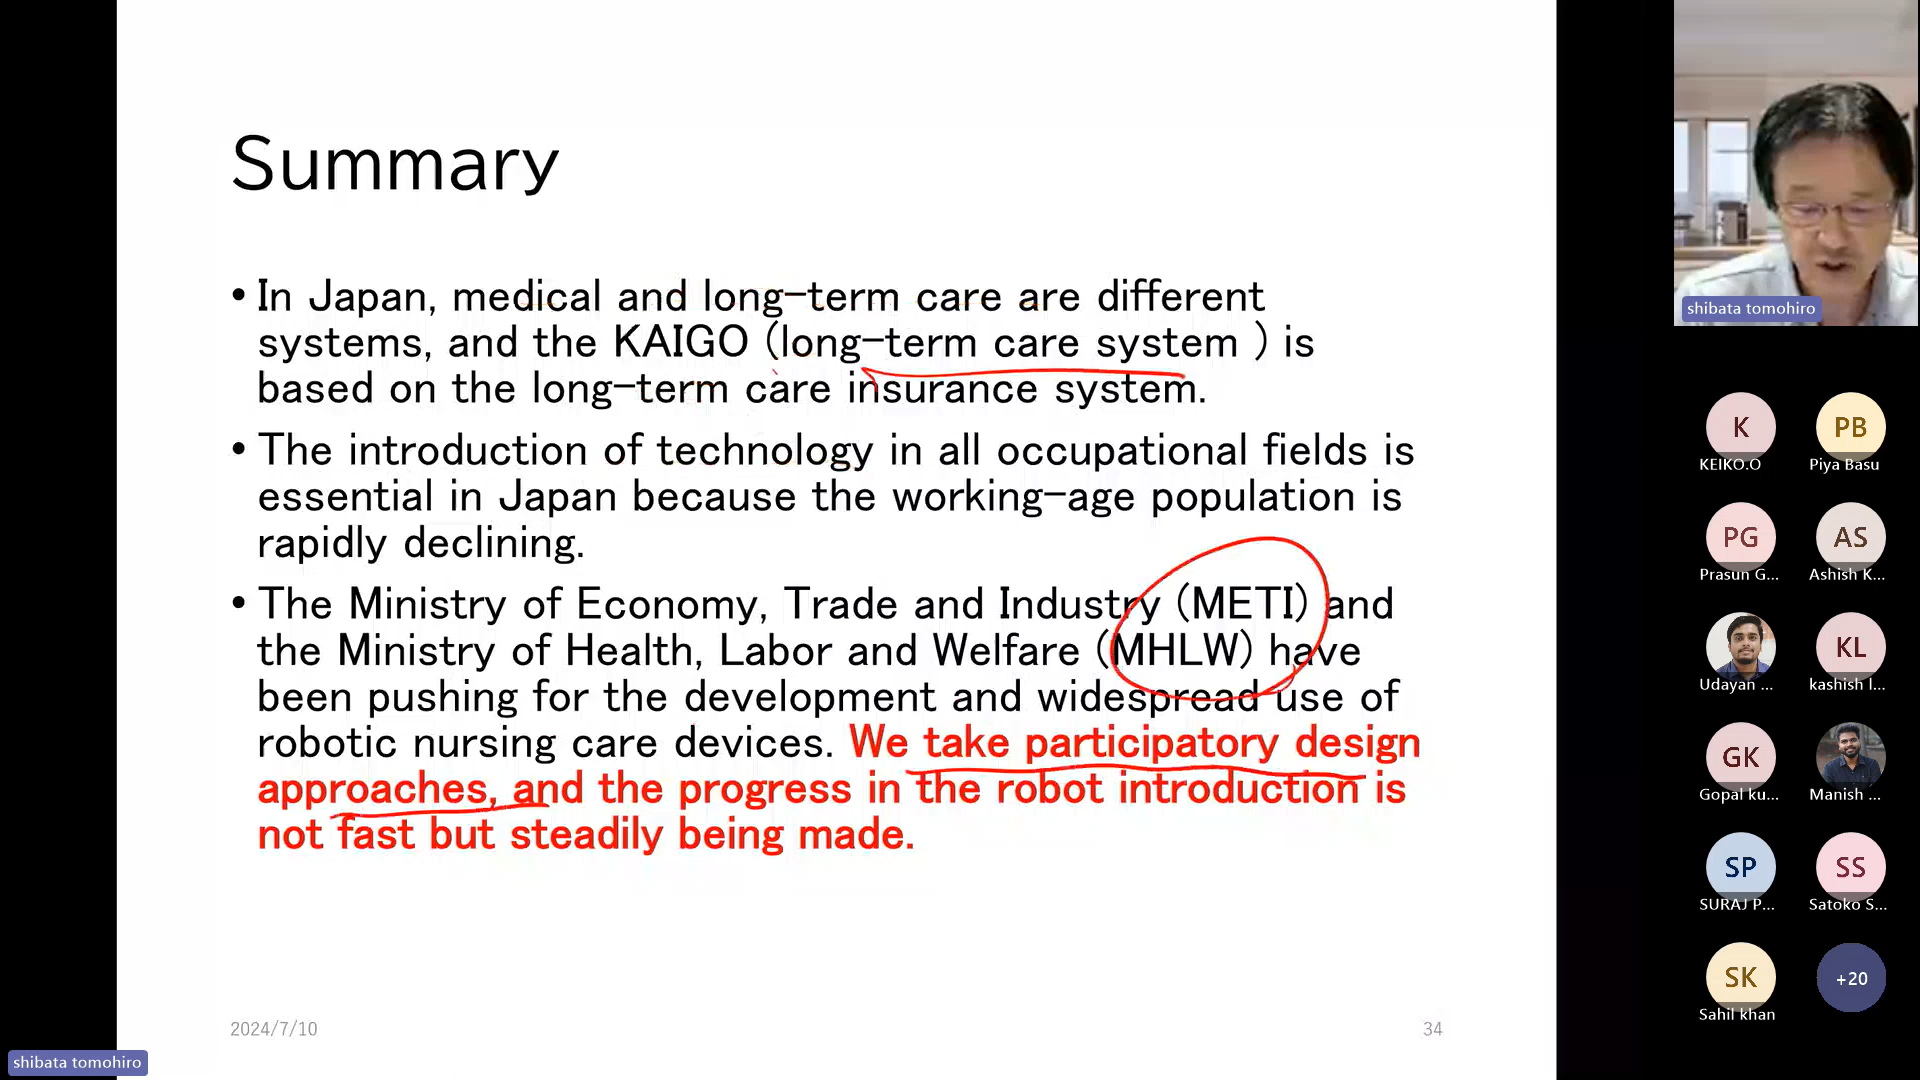 Summary
• In Japan, medical and long-term care are different
systems, and the KAIGO (long-term care system ) is
based on the long-term care insurance system.
• The introduction of technology in all occupational fields is
essential in Japan because the working-age population is
rapidly declining.
• The Ministry of Economy, Trade and Industry (METI) and
the Ministry of Health, Labor and Welfare (MHLW) have
been pushing for the development and widespread use of
robotic nursing care devices. We take participatory design
approaches, and the progress in the robot introduction is
not fast but steadily being made.
2024/7/10
34
shibata tomohiro
shibata tomohiro
K
KEIKO.O
PB
Piya Basu
PG
Prasun G...
AS
Ashish K...
Udayan ...
KL
kashish l...
GK
Gopal ku...
Manish ...
SP
SURAJ P...
SS
Satoko S...
SK
Sahil khan
+20